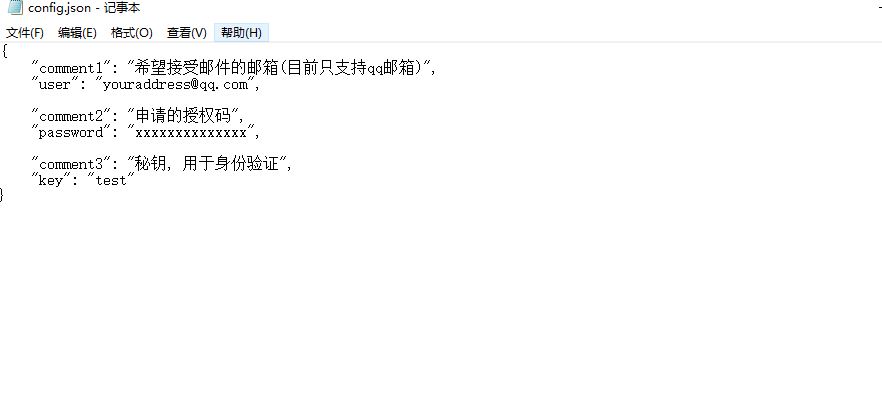 config.json - 记事本
文件(F) 编辑(E) 格式(O) 查看(V) 帮助(H)
{
"comment1": "希望接受邮件的邮箱(目前只支持qq邮箱)",
"user": "youraddress@qq.com",
"comment2": "申请的授权码",
"password": "xxxxxxxxxxxxxx",
"comment3": "秘钥, 用于身份验证",
"key": "test"
}